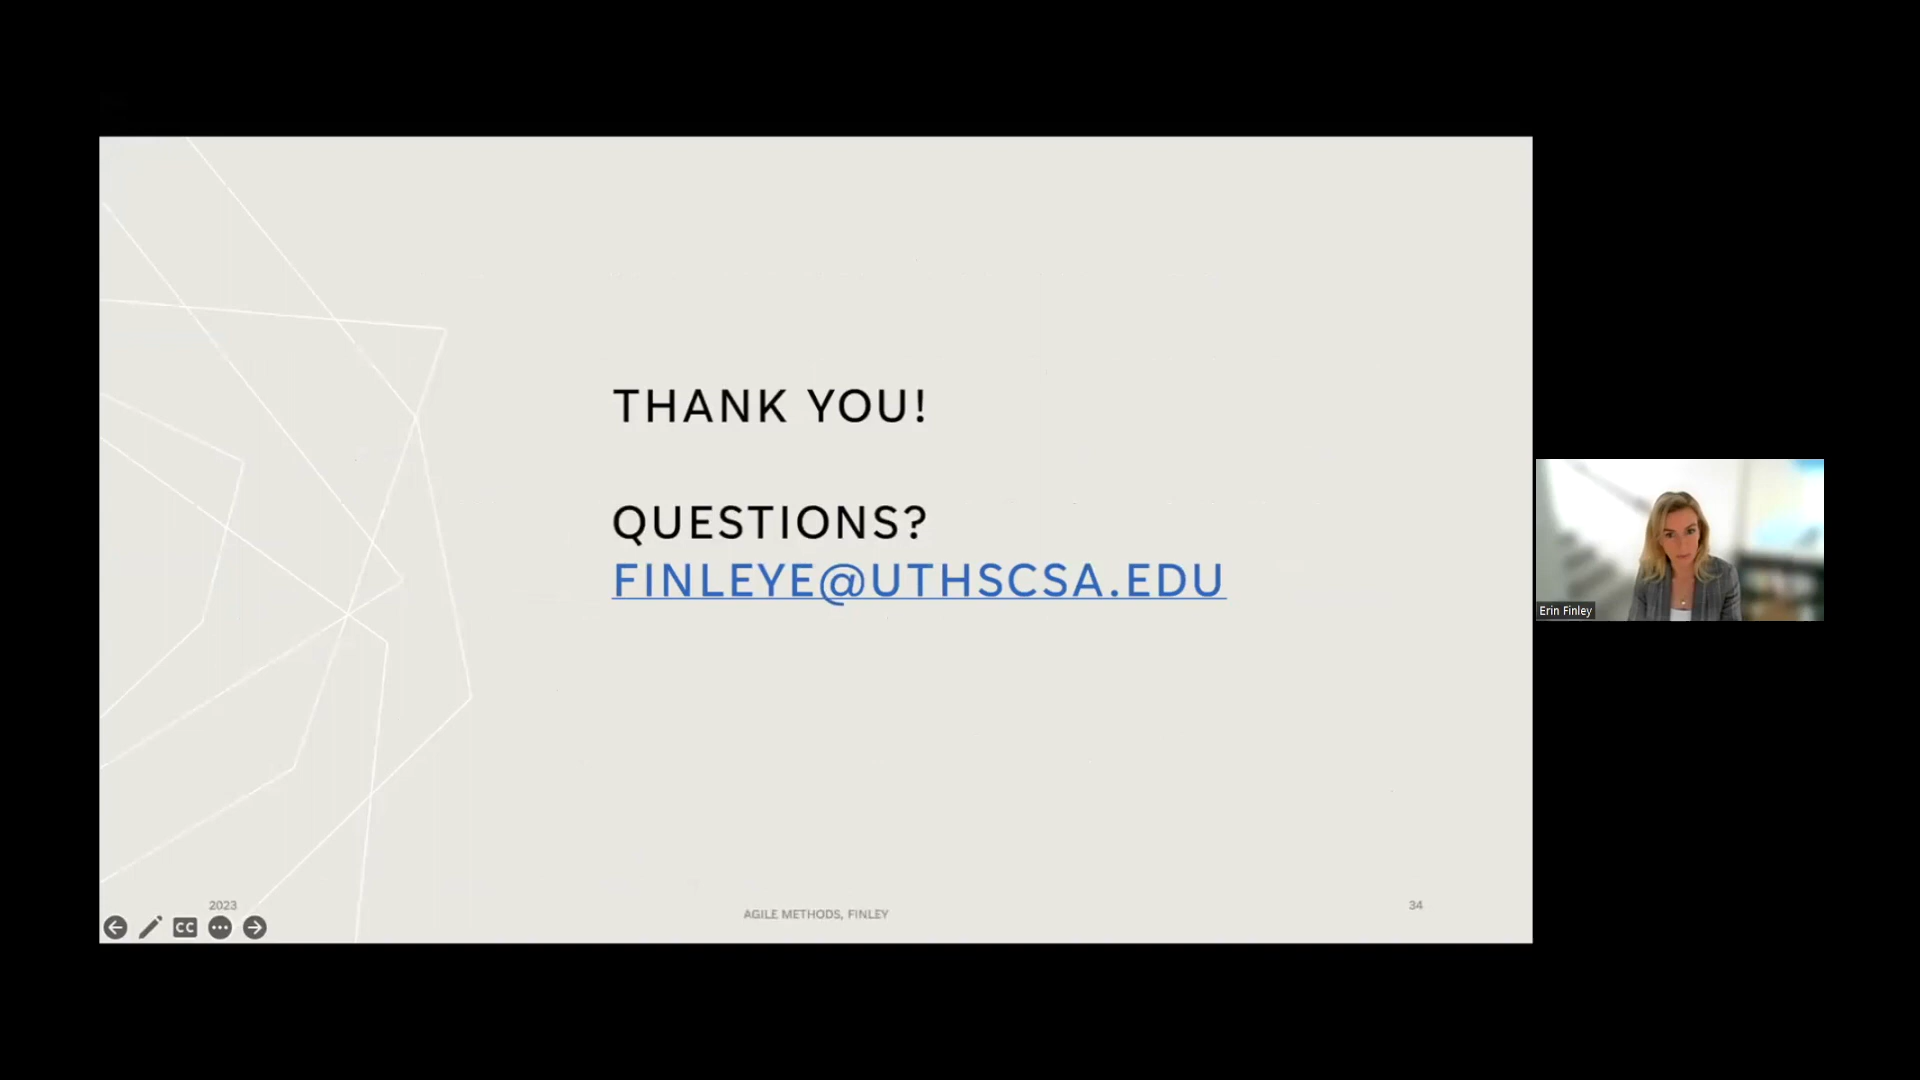 THANK YOU!
QUESTIONS?
FINLEYE@UTHSCSA.EDU
Erin Finley
2023
AGILE METHODS, FINLEY
34
CC